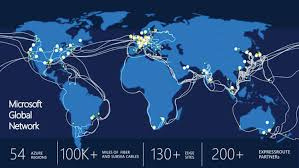 Microsoft
Global
Network
54 AZURE
REGIONS
100K+ MILES OF FIBER
AND SUBSEA CABLES
130+ EDGE
SITES
200+ EXPRESSROUTE
PARTNERS